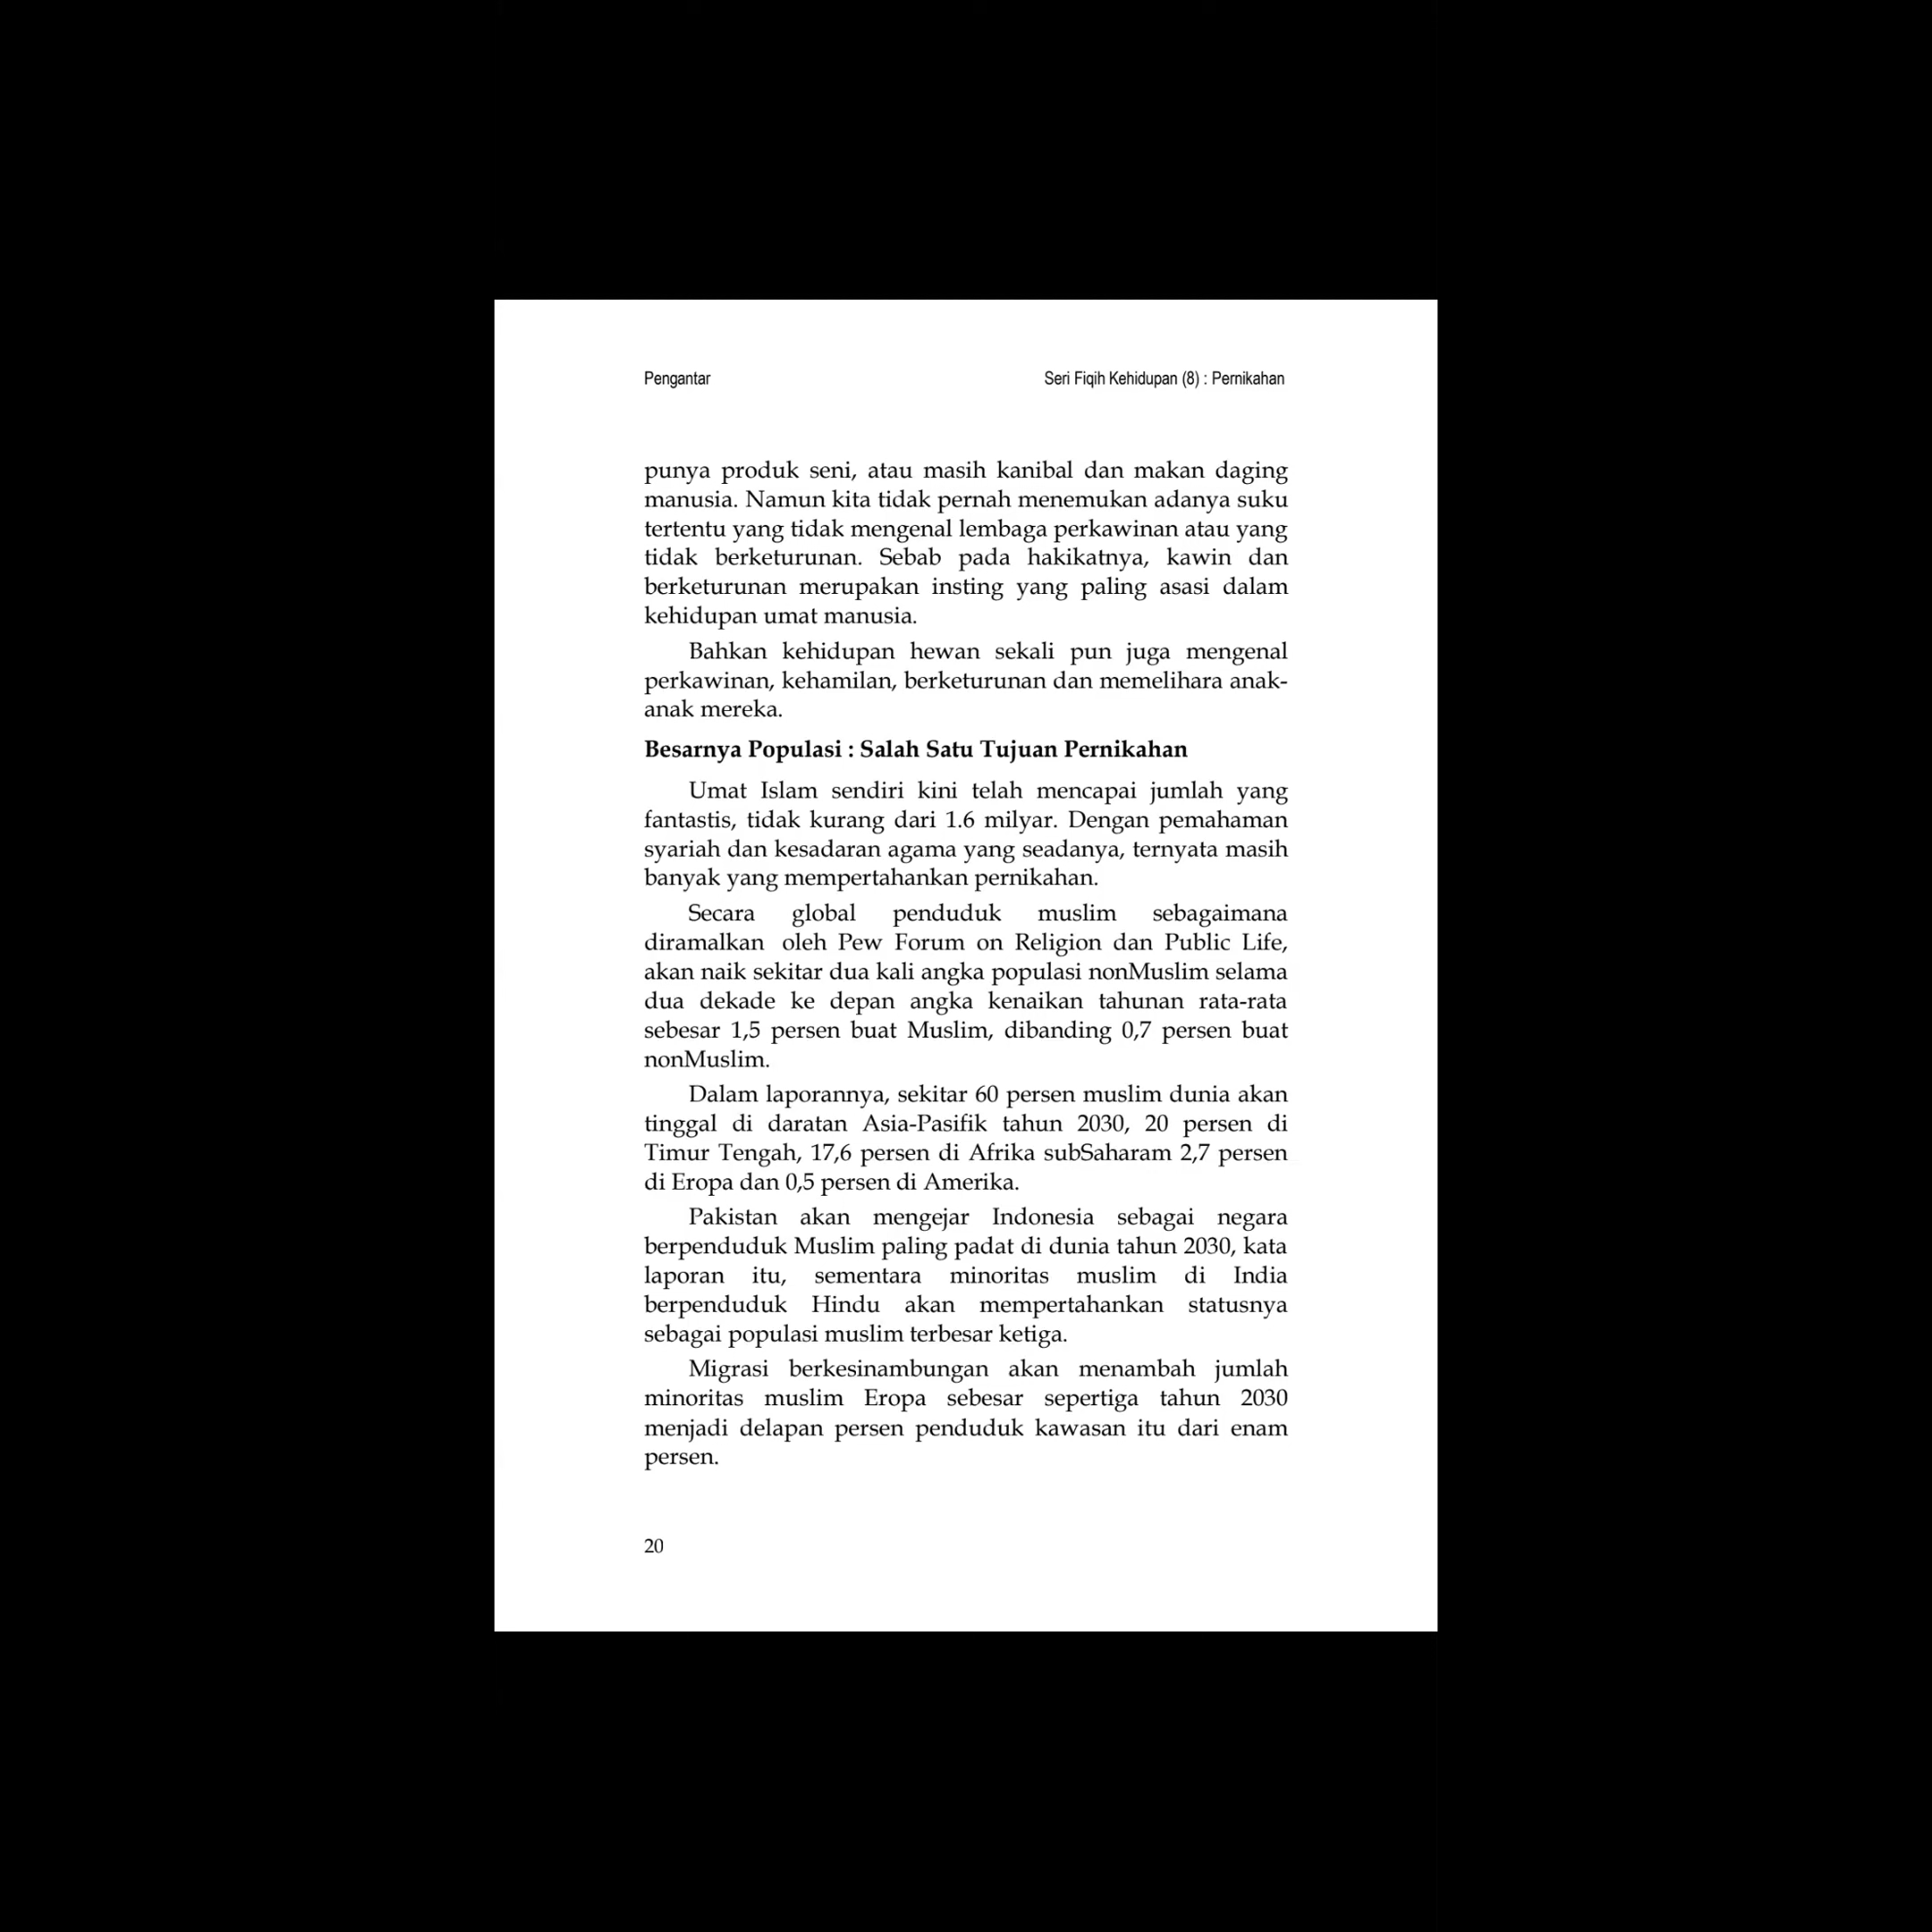 Pengantar Seri Fiqih Kehidupan (8) : Pernikahan
punya produk seni, atau masih kanibal dan makan daging
manusia. Namun kita tidak pernah menemukan adanya suku
tertentu yang tidak mengenal lembaga perkawinan atau yang
tidak berketurunan. Sebab pada hakikatnya, kawin dan
berketurunan merupakan insting yang paling asasi dalam
kehidupan umat manusia.
Bahkan kehidupan hewan sekali pun juga mengenal
perkawinan, kehamilan, berketurunan dan memelihara anak-
anak mereka.
Besarnya Populasi : Salah Satu Tujuan Pernikahan
Umat Islam sendiri kini telah mencapai jumlah yang
fantastis, tidak kurang dari 1.6 milyar. Dengan pemahaman
syariah dan kesadaran agama yang seadanya, ternyata masih
banyak yang mempertahankan pernikahan.
Secara global penduduk muslim sebagaimana
diramalkan oleh Pew Forum on Religion dan Public Life,
akan naik sekitar dua kali angka populasi nonMuslim selama
dua dekade ke depan angka kenaikan tahunan rata-rata
sebesar 1,5 persen buat Muslim, dibanding 0,7 persen buat
nonMuslim.
Dalam laporannya, sekitar 60 persen muslim dunia akan
tinggal di daratan Asia-Pasifik tahun 2030, 20 persen di
Timur Tengah, 17,6 persen di Afrika subSaharam 2,7 persen
di Eropa dan 0,5 persen di Amerika.
Pakistan akan mengejar Indonesia sebagai negara
berpenduduk Muslim paling padat di dunia tahun 2030, kata
laporan itu, sementara minoritas muslim di India
berpenduduk Hindu akan mempertahankan statusnya
sebagai populasi muslim terbesar ketiga.
Migrasi berkesinambungan akan menambah jumlah
minoritas muslim Eropa sebesar sepertiga tahun 2030
menjadi delapan persen penduduk kawasan itu dari enam
persen.
20